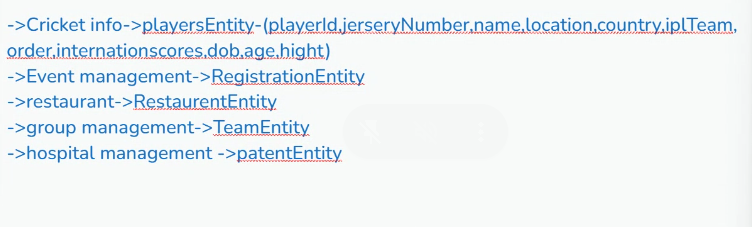 ->Cricket info->playersEntity-(playerId,jerseryNumber,name,location,country,iplTeam,
order,internationscores,dob,age,hight)
->Event management->RegistrationEntity
->restaurant->RestaurentEntity
->group management->TeamEntity
->hospital management ->patentEntity